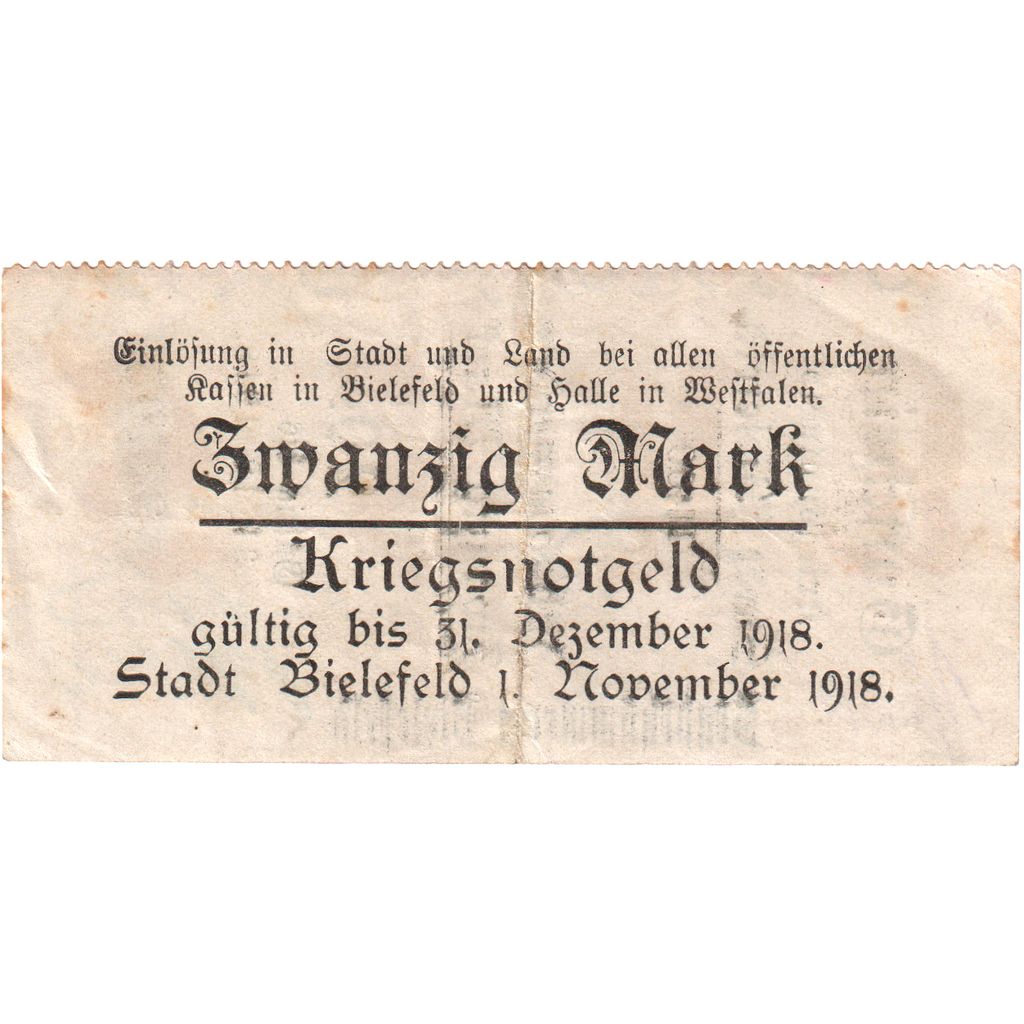 Einlösung in Stadt und Land bei allen öffentlichen
Kassen in Bielefeld und Halle in Westfalen.
Zwanzig Mark
Kriegsnotgeld
gültig bis 31. Dezember 1918.
Stadt Bielefeld 1. November 1918.